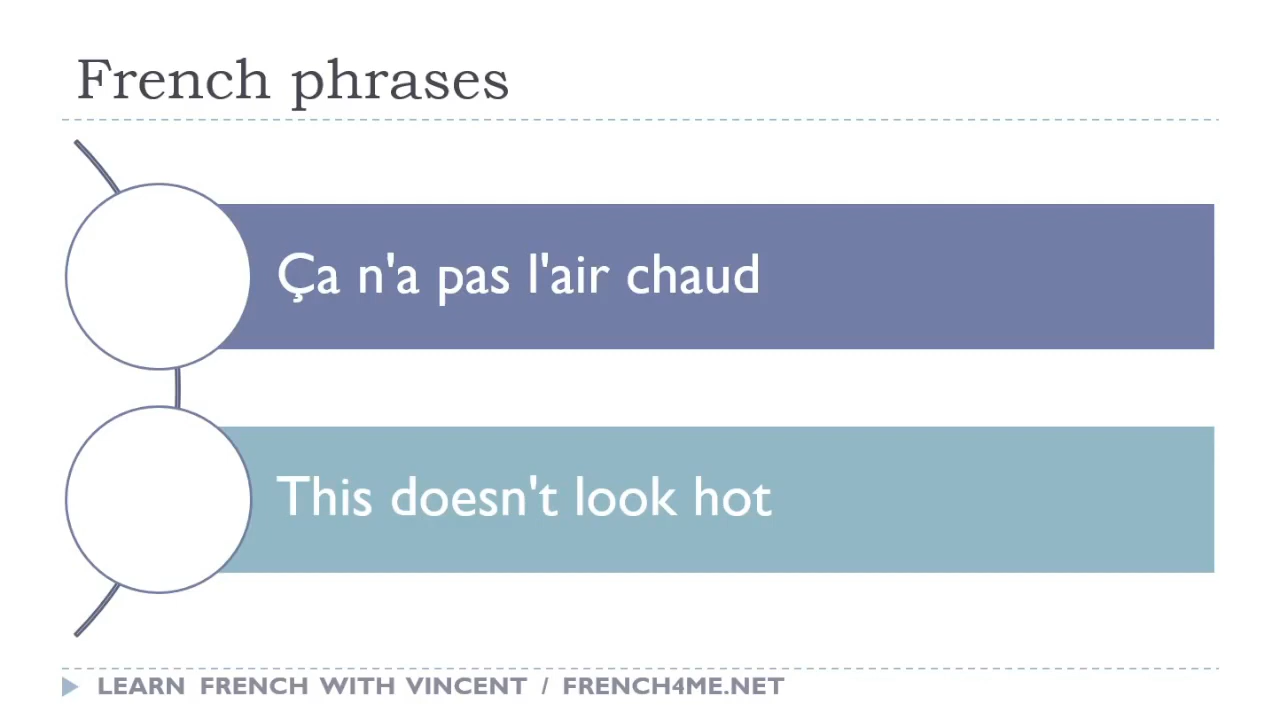 French phrases
Ça n'a pas l'air chaud
This doesn't look hot
LEARN FRENCH WITH VINCENT / FRENCH4ME.NET